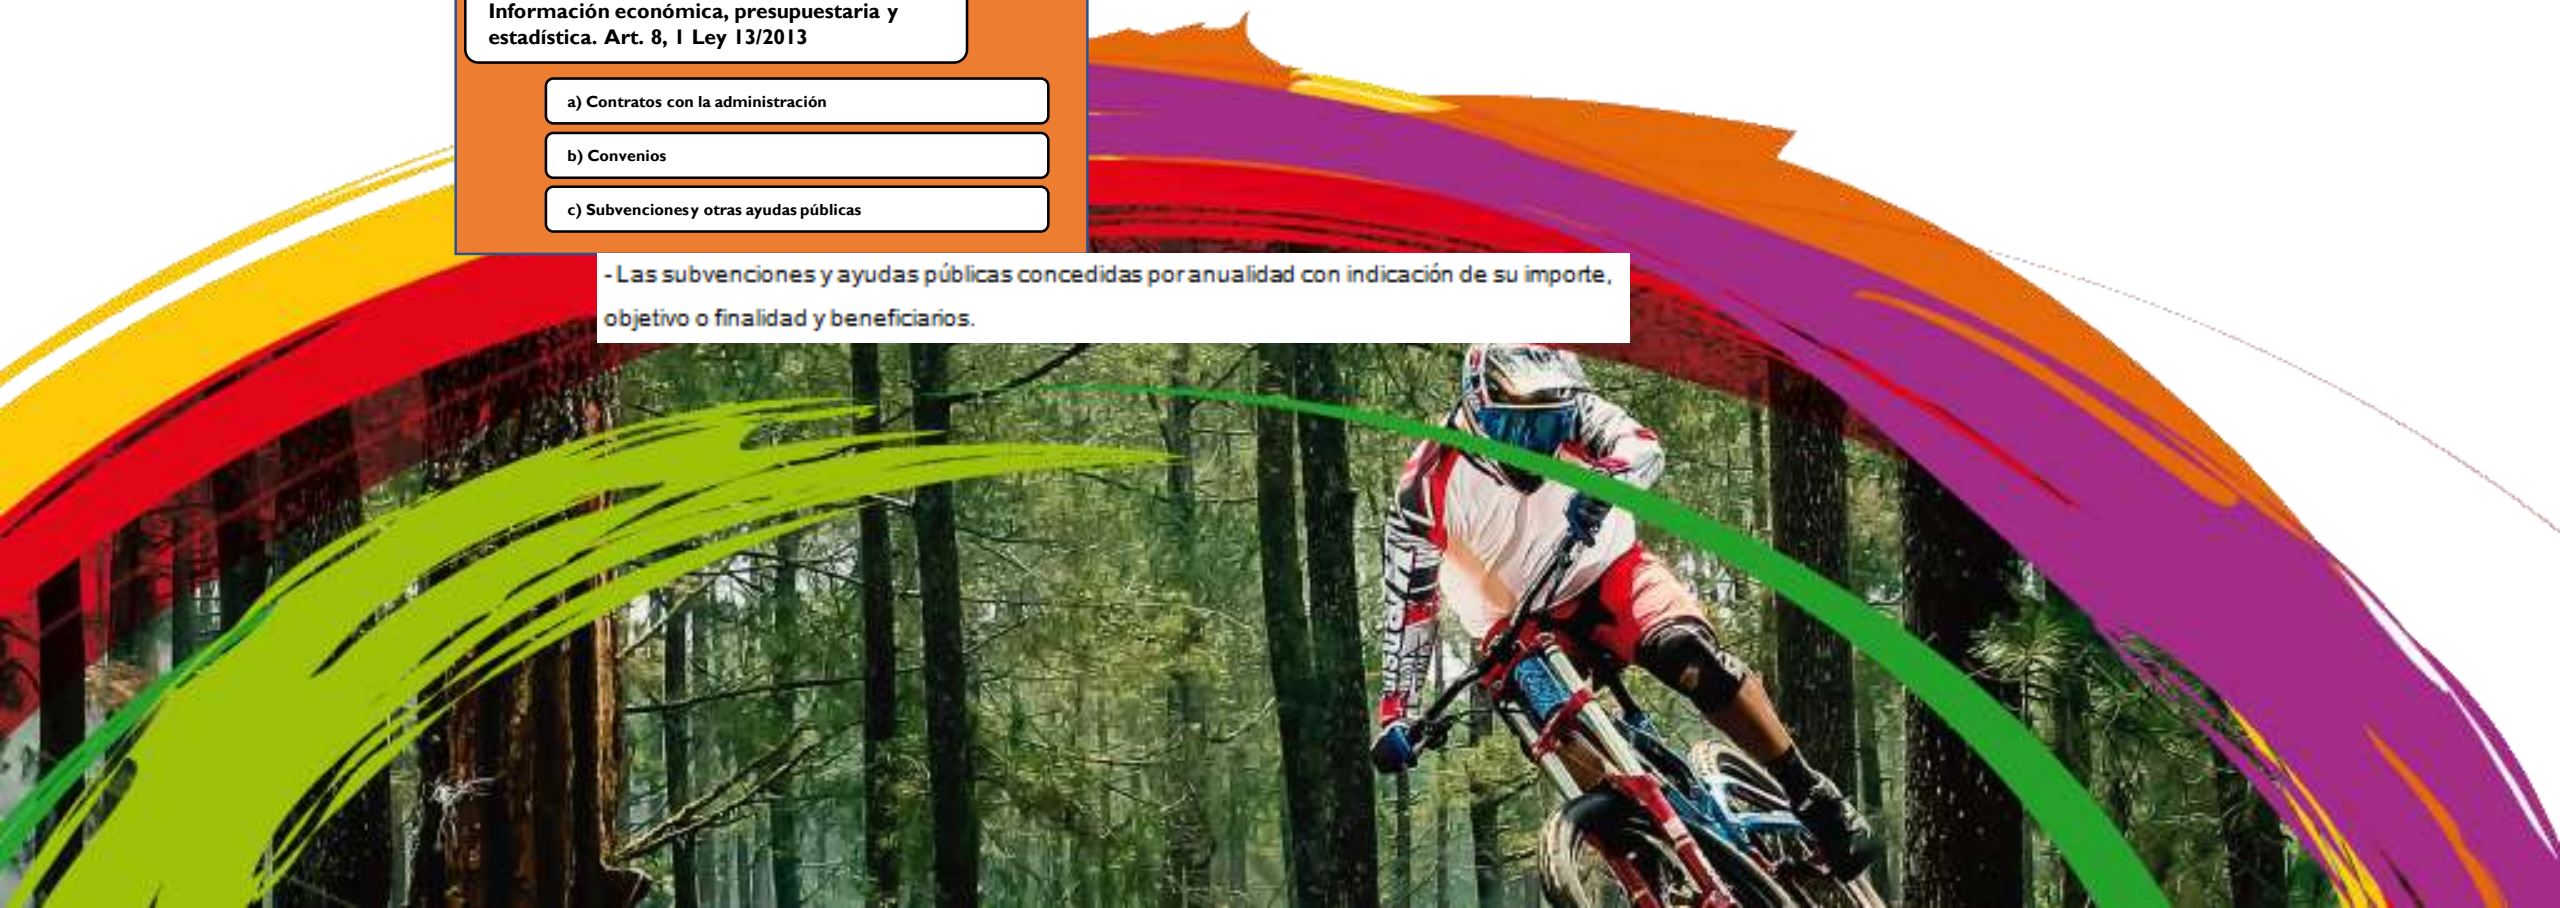 Información económica, presupuestaria y
estadística. Art. 8, 1 Ley 13/2013
a) Contratos con la administración
b) Convenios
c) Subvenciones y otras ayudas públicas
- Las subvenciones y ayudas públicas concedidas por anualidad con indicación de su importe,
objetivo o finalidad y beneficiarios.